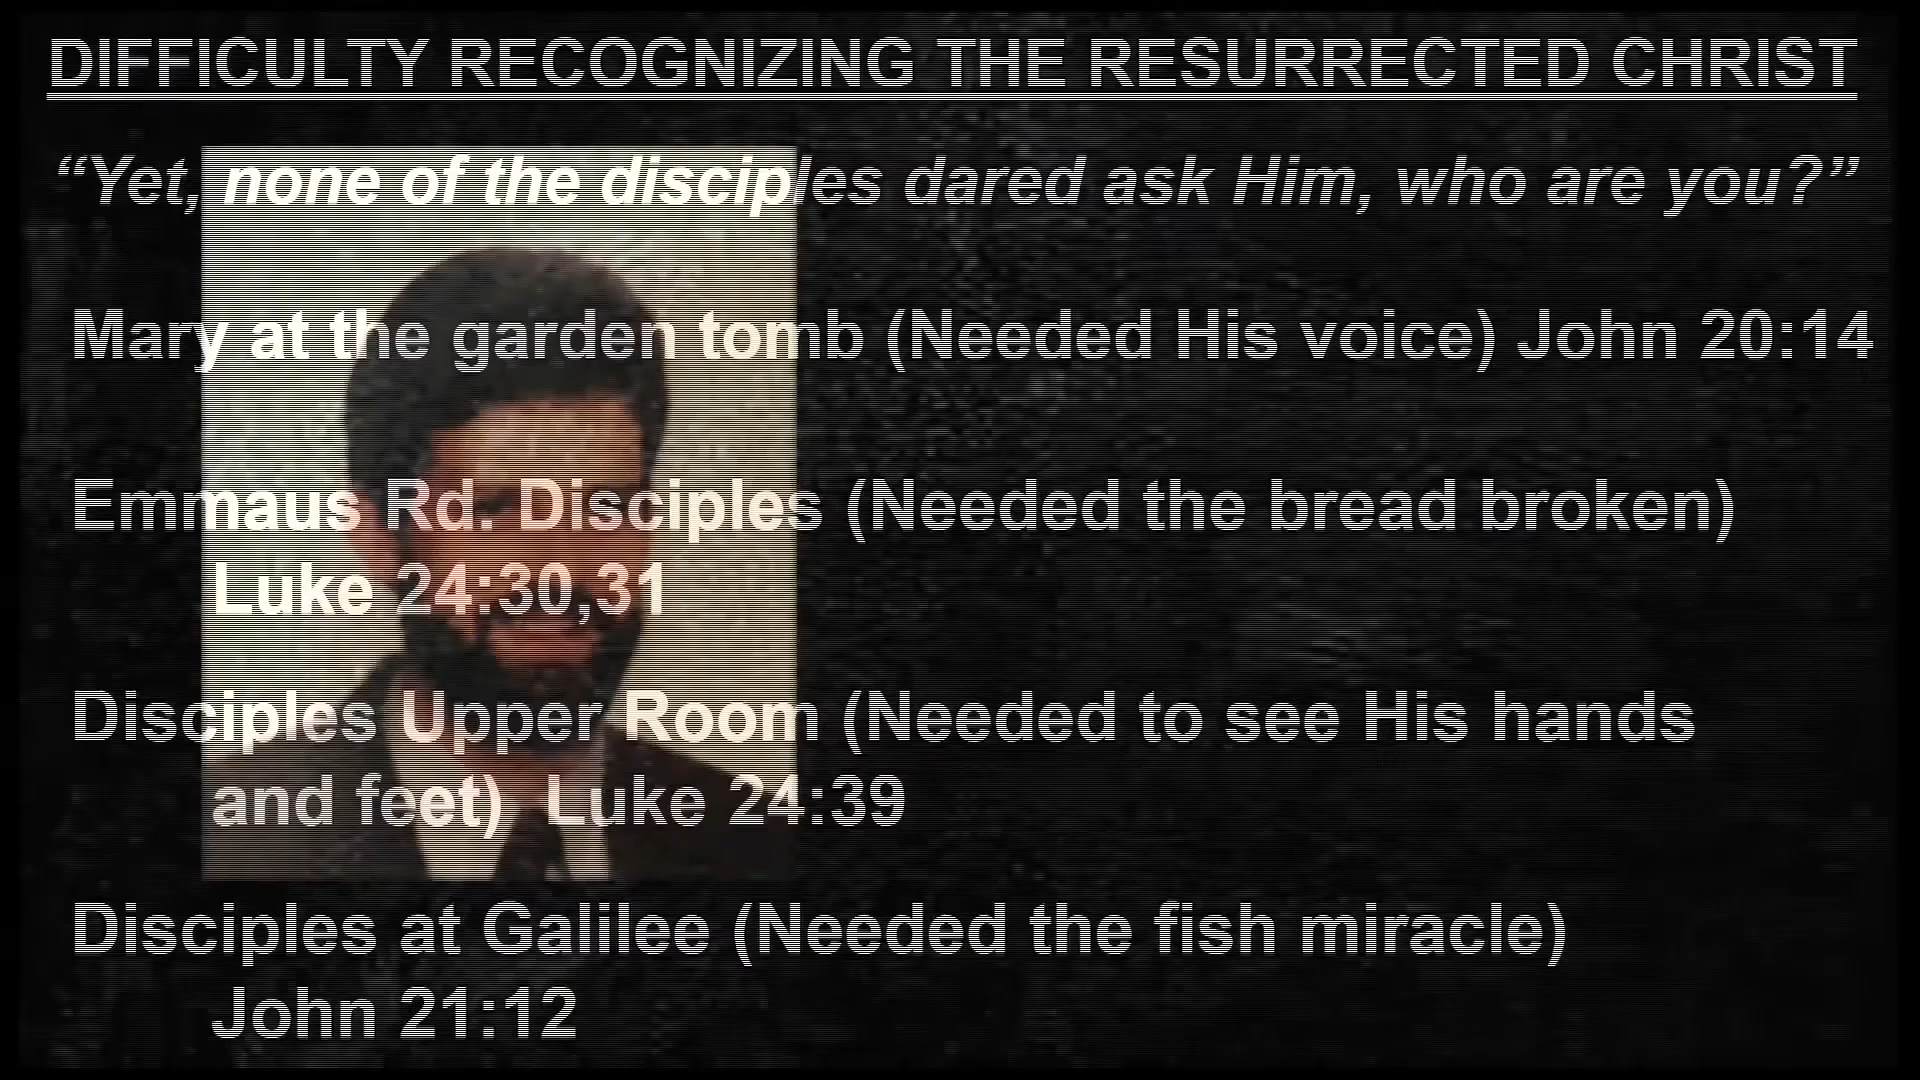 DIFFICULTY RECOGNIZING THE RESURRECTED CHRIST
“Yet, none of the disciples dared ask Him, who are you?”
Mary at the garden tomb (Needed His voice) John 20:14
Emmaus Rd. Disciples (Needed the bread broken)
Luke 24:30,31
Disciples Upper Room (Needed to see His hands
and feet) Luke 24:39
Disciples at Galilee (Needed the fish miracle)
John 21:12